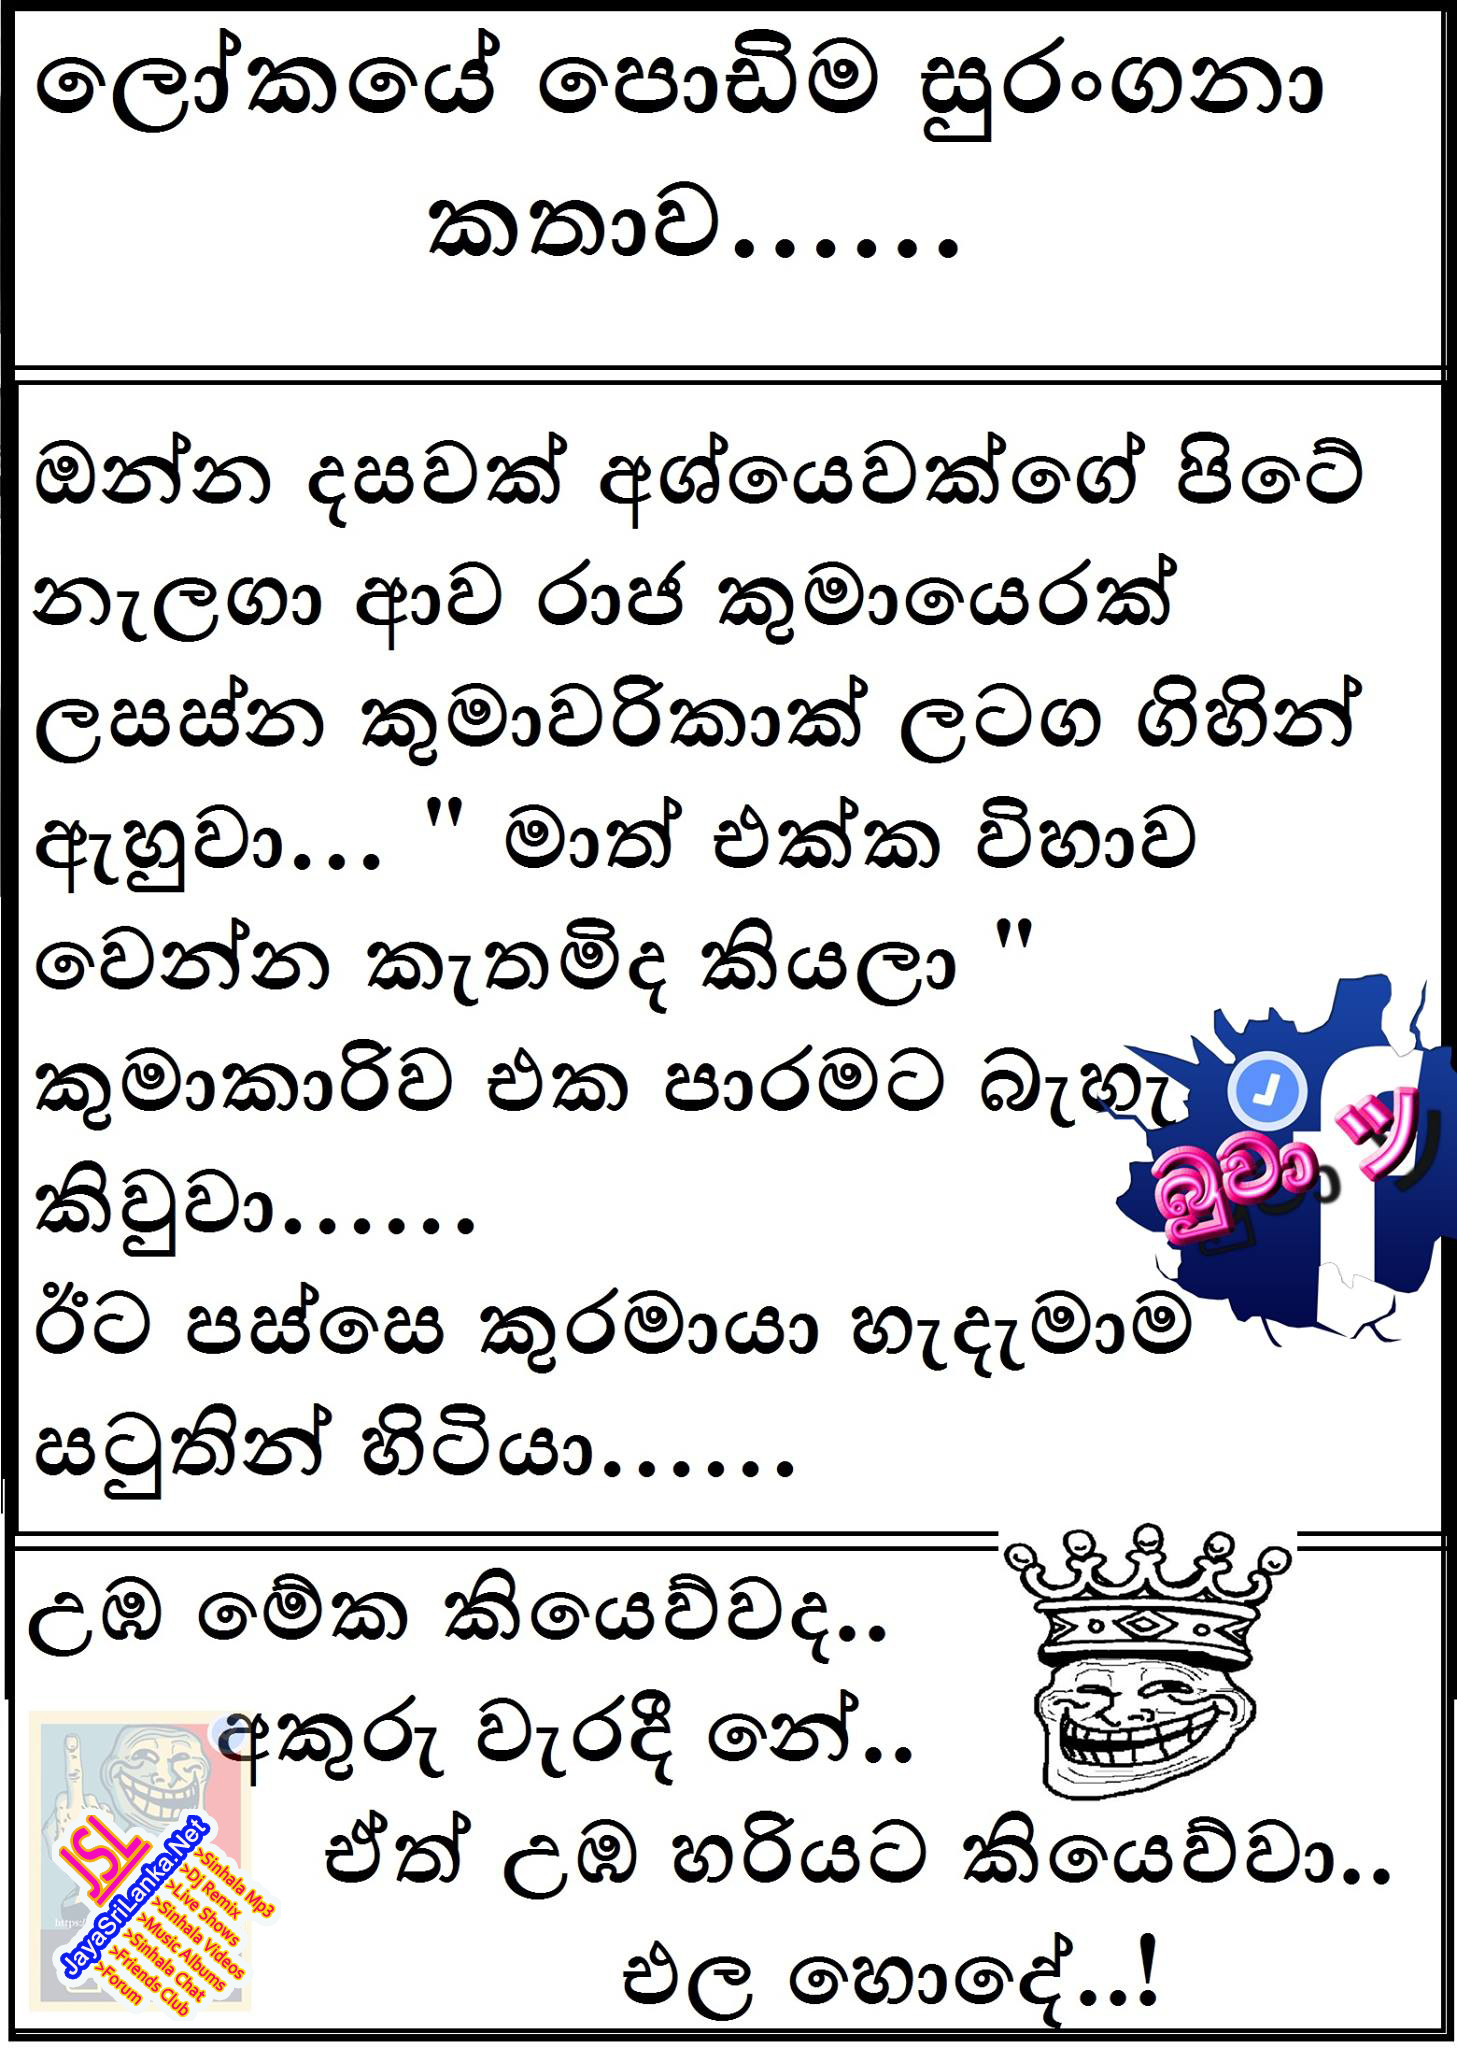 ලෝකයේ පොඩිම සුරංගනා
කතාව......
ඔන්න දසවක් අශ්යෙවක්ගේ පිටේ
නැලගා ආව රාජ කුමායෙරක්
ලසස්න කුමාවරිකාක් ලටග ගිහින්
ඇහුවා... " මාත් එක්ක විහාව
වෙන්න කැතමිද කියලා "
කුමාකාරිව එක පාරමට බැහැ
කිවුවා......
ඊට පස්සෙ කුරමායා හැදැමාම
සටුතින් හිටියා......
බුවා ツ
උඹ මේක කියෙව්වද..
අකුරු වැරදී නේ..
ඒත් උඹ හරියට කියෙව්වා..
එල හොදේ..!
JSL
JayaSriLanka.Net
>Sinhala Mp3
>Dj Remix
>Live Shows
>Sinhala Videos
>Music Albums
>Sinhala Chat
>Friends Club
>Forum